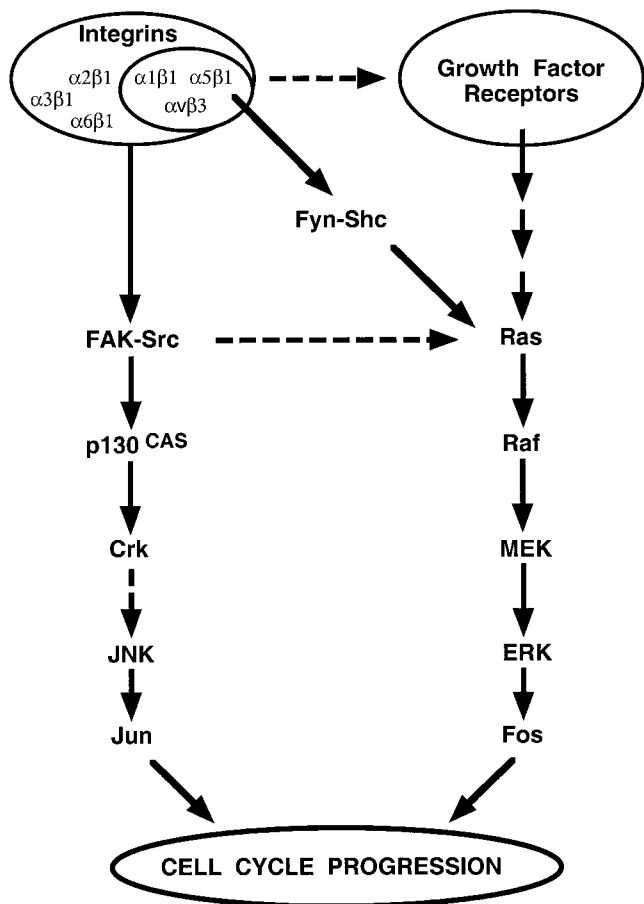 Integrins
α2β1 α1β1 α5β1
α3β1 αvβ3
α6β1
Growth Factor
Receptors
Fyn-Shc
FAK-Src
Ras
p130 CAS
Raf
Crk
MEK
JNK
ERK
Jun
Fos
CELL CYCLE PROGRESSION